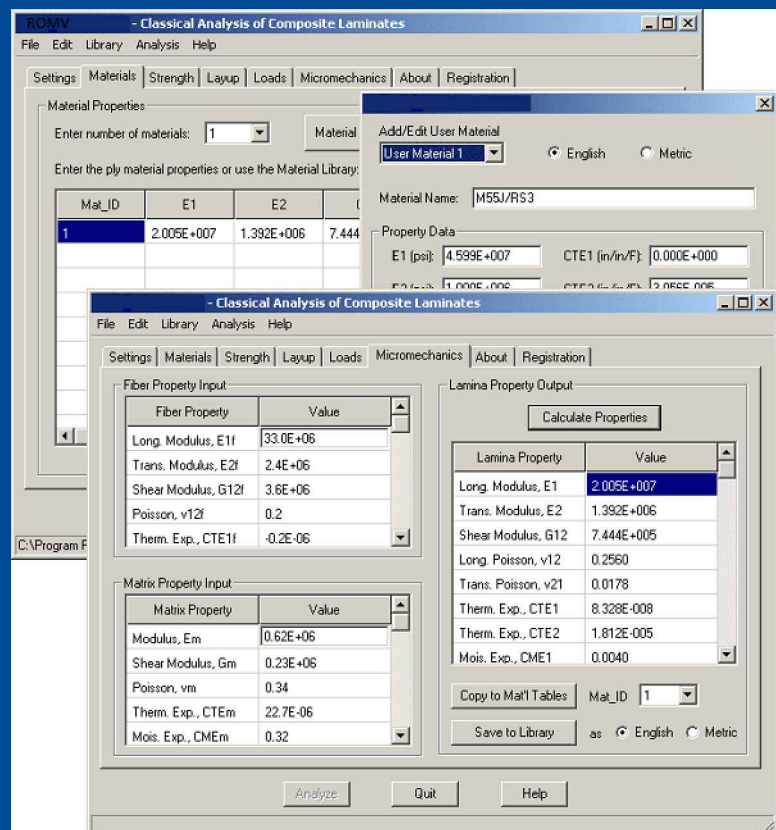 ROMV - Classical Analysis of Composite Laminates
File Edit Library Analysis Help
Settings Materials Strength Layup Loads Micromechanics About Registration
Material Properties
Enter number of materials: 1 Material
Enter the ply material properties or use the Material Library:
Mat_ID E1 E2
1 2.005E+007 1.392E+006 7.444
C:\Program F
Add/Edit User Material
User Material 1 English Metric
Material Name: M55J/RS3
Property Data
E1 (psi): 4.599E+007 CTE1 (in/in/F): 0.000E+000
E2 (psi): 1.000E+006 CTE2 (in/in/F): 3.056E-005
- Classical Analysis of Composite Laminates
File Edit Library Analysis Help
Settings Materials Strength Layup Loads Micromechanics About Registration
Fiber Property Input
Fiber Property Value
Long. Modulus, E1f 33.0E+06
Trans. Modulus, E2f 2.4E+06
Shear Modulus, G12f 3.6E+06
Poisson, v12f 0.2
Therm. Exp., CTE1f -0.2E-06
Matrix Property Input
Matrix Property Value
Modulus, Em 0.62E+06
Shear Modulus, Gm 0.23E+06
Poisson, vm 0.34
Therm. Exp., CTEm 22.7E-06
Mois. Exp., CMEm 0.32
Lamina Property Output
Calculate Properties
Lamina Property Value
Long. Modulus, E1 2.005E+007
Trans. Modulus, E2 1.392E+006
Shear Modulus, G12 7.444E+005
Long. Poisson, v12 0.2560
Trans. Poisson, v21 0.0178
Therm. Exp., CTE1 8.328E-008
Therm. Exp., CTE2 1.812E-005
Mois. Exp., CME1 0.0040
Copy to Mat'l Tables Mat_ID 1
Save to Library as English Metric
Analyze Quit Help